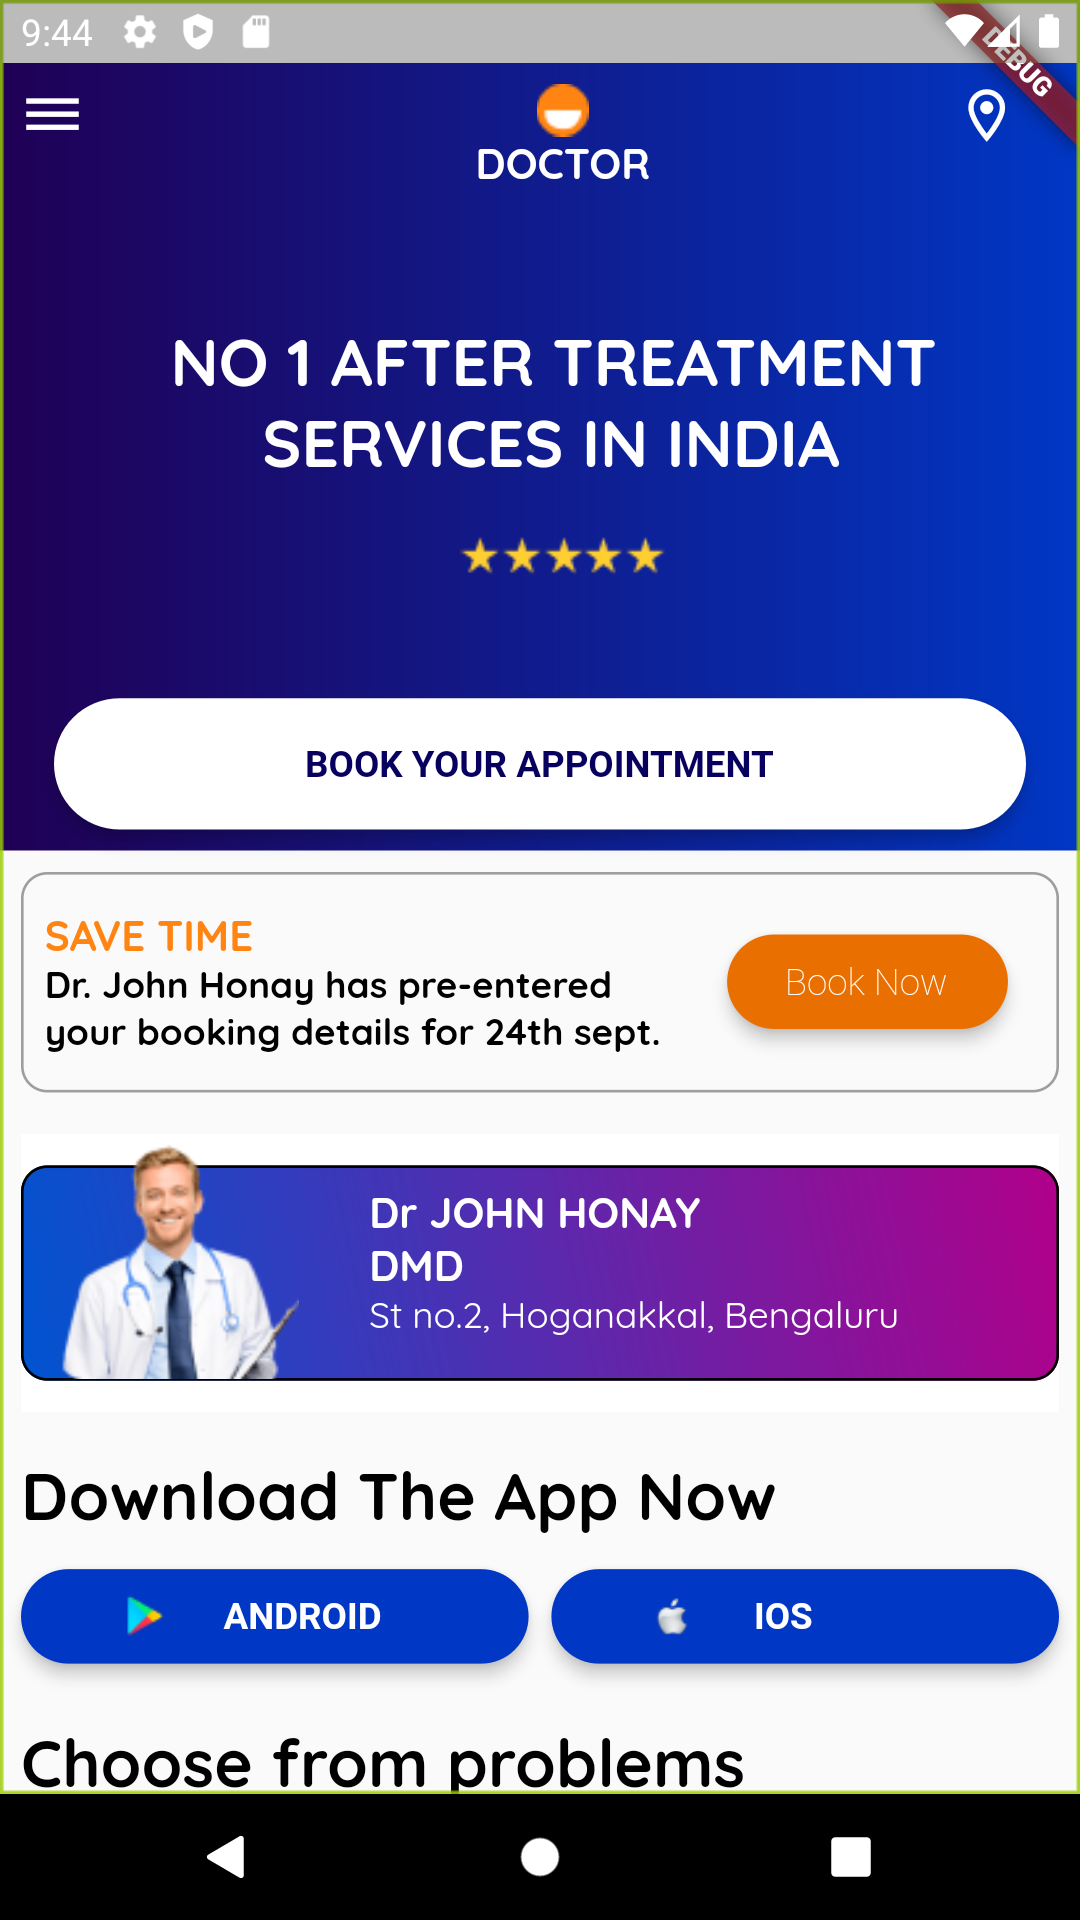 9:44
DEBUG
DOCTOR
NO 1 AFTER TREATMENT
SERVICES IN INDIA
BOOK YOUR APPOINTMENT
SAVE TIME
Dr. John Honay has pre-entered
your booking details for 24th sept.
Book Now
Dr JOHN HONAY
DMD
St no.2, Hoganakkal, Bengaluru
Download The App Now
ANDROID
IOS
Choose from problems